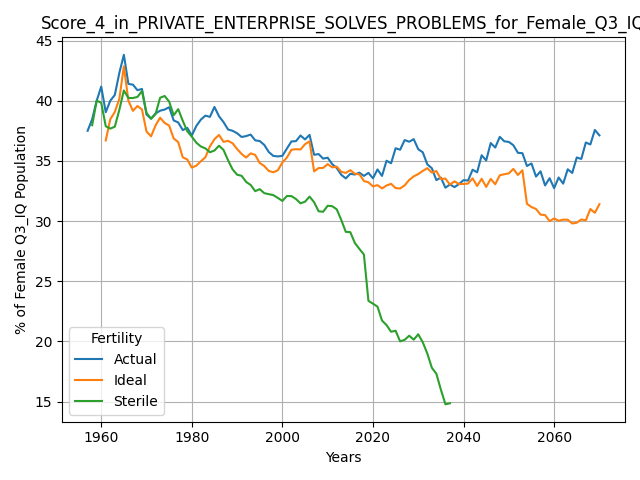 Score_4_in_PRIVATE_ENTERPRISE_SOLVES_PROBLEMS_for_Female_Q3_IQ
45
40
35
30
25
20
15
% of Female Q3_IQ Population
Fertility
Actual
Ideal
Sterile
1960 1980 2000 2020 2040 2060
Years